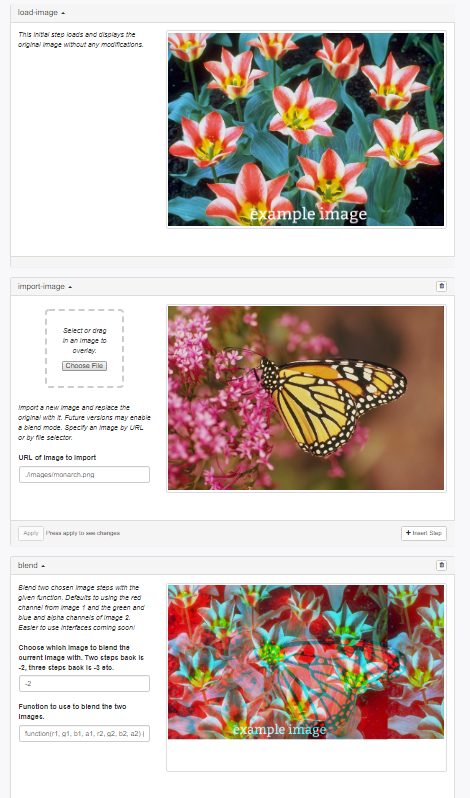 load-image
This initial step loads and displays the
original image without any modifications.
example image
import-image
Select or drag
in an image to
overlay.
Choose File
Import a new image and replace the
original with it. Future versions may enable
a blend mode. Specify an image by URL
or by file selector.
URL of image to import
./images/monarch.png
Apply Press apply to see changes
+ Insert Step
blend
Blend two chosen image steps with the
given function. Defaults to using the red
channel from image 1 and the green and
blue and alpha channels of image 2.
Easier to use interfaces coming soon!
Choose which image to blend the
current image with. Two steps back is
-2, three steps back is -3 etc.
-2
Function to use to blend the two
images.
function(r1, g1, b1, a1, r2, g2, b2, a2) {
example image